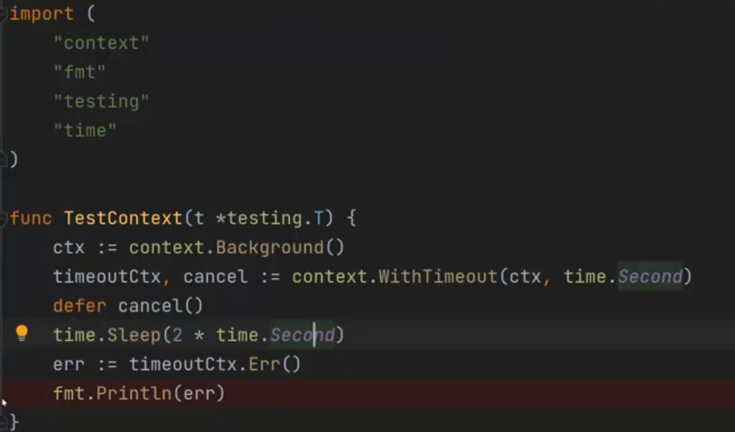 import (
    "context"
    "fmt"
    "testing"
    "time"
)
func TestContext(t *testing.T) {
    ctx := context.Background()
    timeoutCtx, cancel := context.WithTimeout(ctx, time.Second)
    defer cancel()
    time.Sleep(2 * time.Second)
    err := timeoutCtx.Err()
    fmt.Println(err)
}